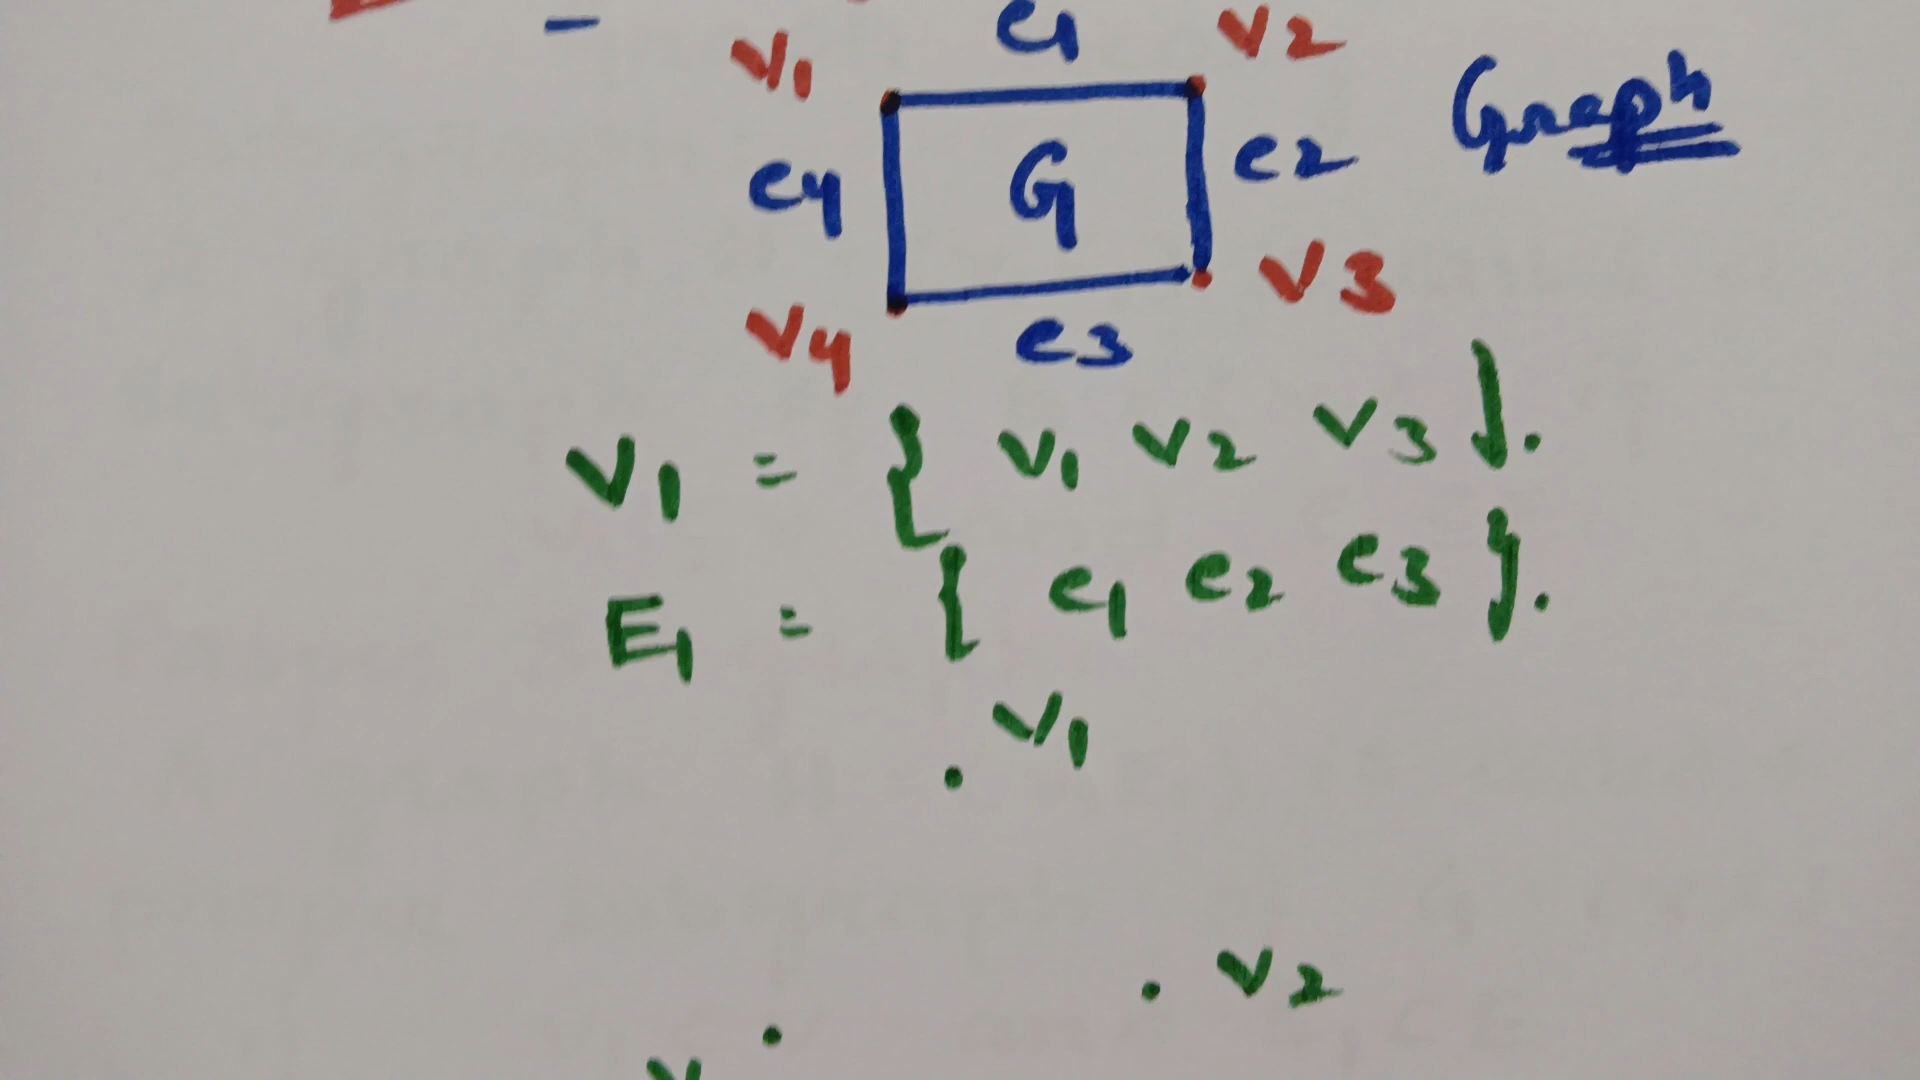 v1 e1 v2
e4 G e2 Graph
v4 e3 v3
V1 = { v1 v2 v3 }.
E1 = { e1 e2 e3 }.
. v1
. v2